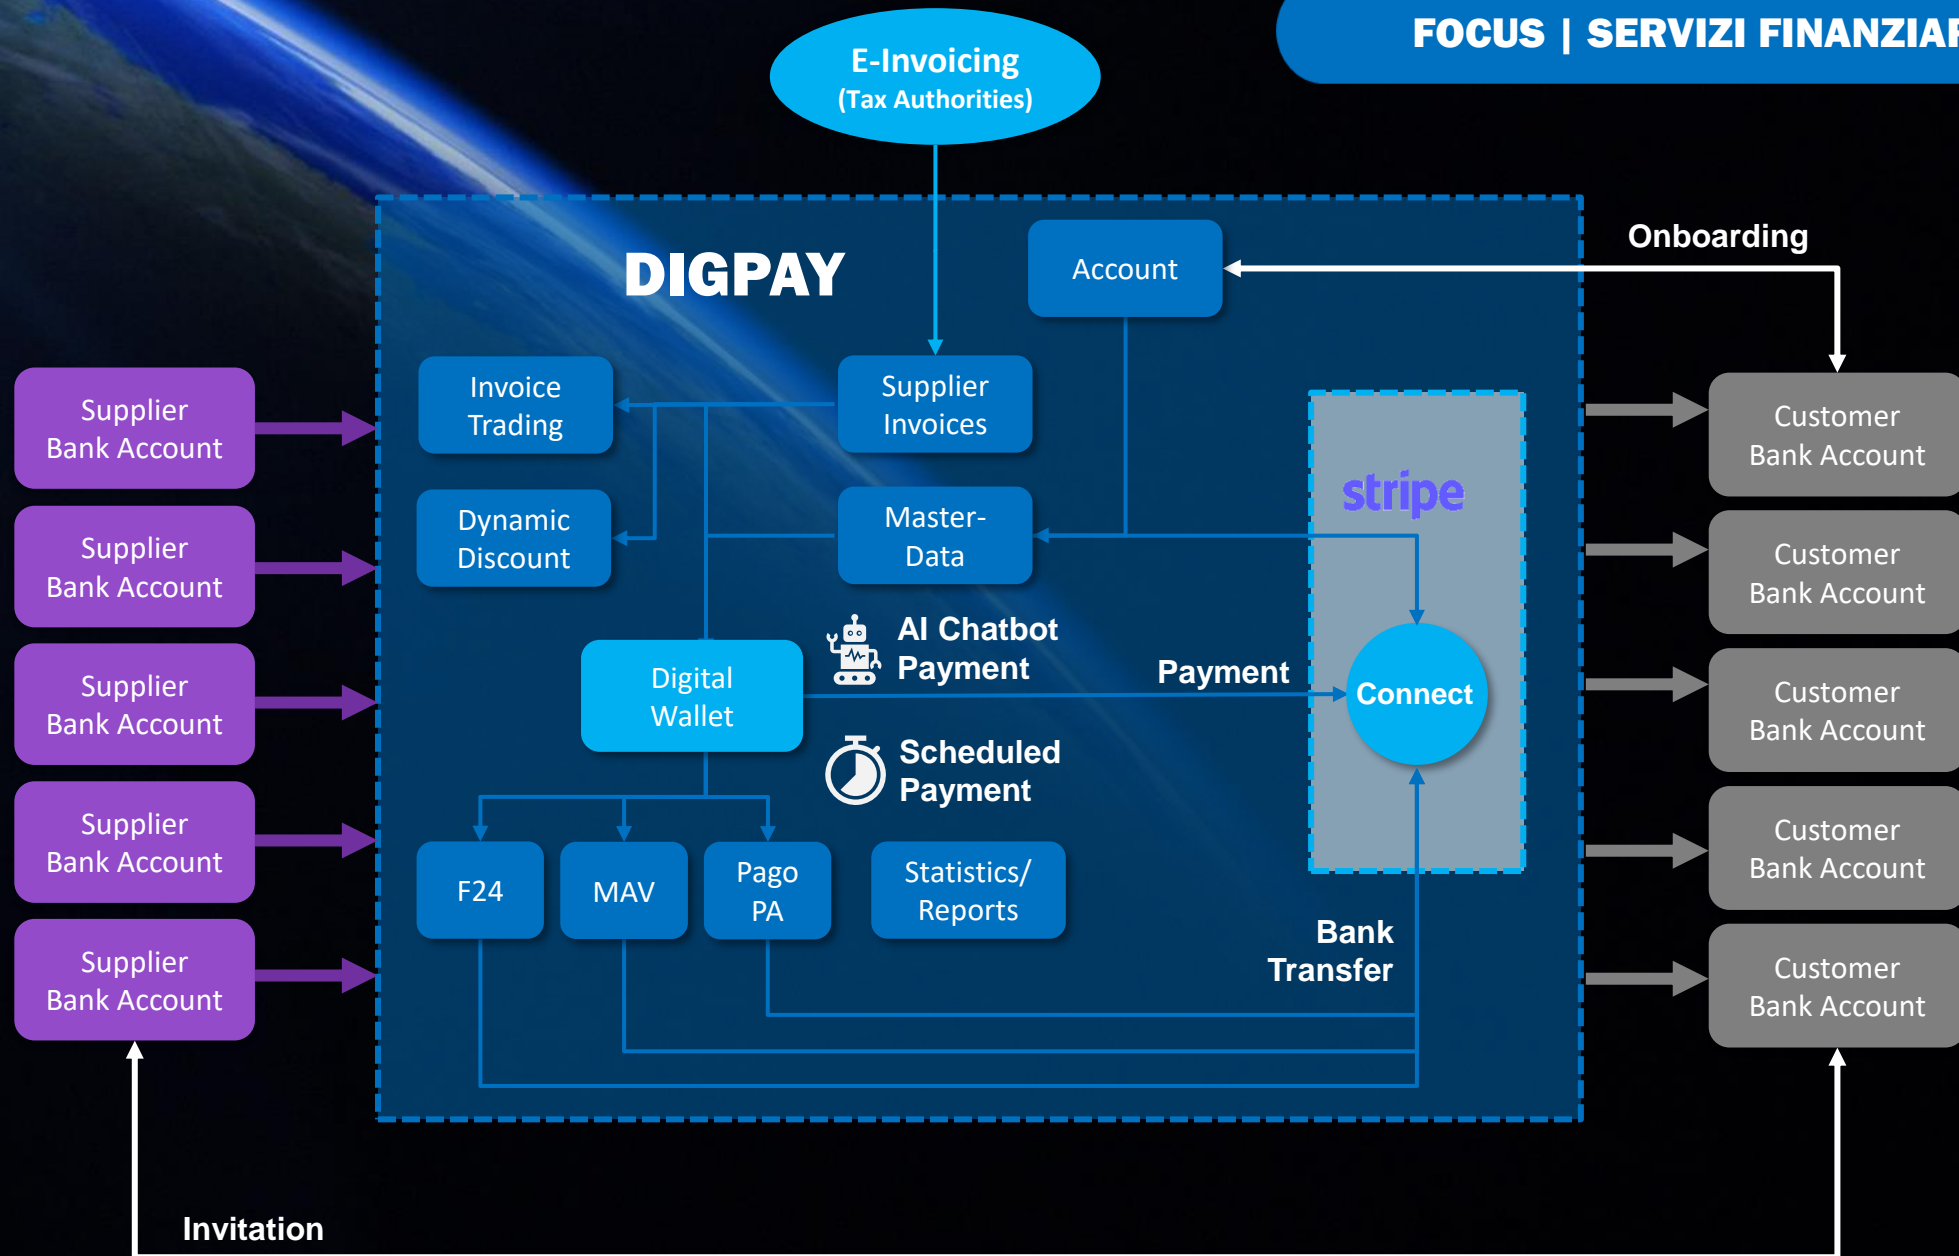 FOCUS | SERVIZI FINANZIAR
E-Invoicing
(Tax Authorities)
Onboarding
DIGPAY
Account
Supplier
Bank Account
Invoice
Trading
Supplier
Invoices
Customer
Bank Account
stripe
Supplier
Bank Account
Dynamic
Discount
Master-
Data
Customer
Bank Account
AI Chatbot
Payment
Supplier
Bank Account
Digital
Wallet
Payment
Connect
Customer
Bank Account
Scheduled
Payment
Supplier
Bank Account
F24
MAV
Pago
PA
Statistics/
Reports
Customer
Bank Account
Bank
Transfer
Supplier
Bank Account
Customer
Bank Account
Invitation